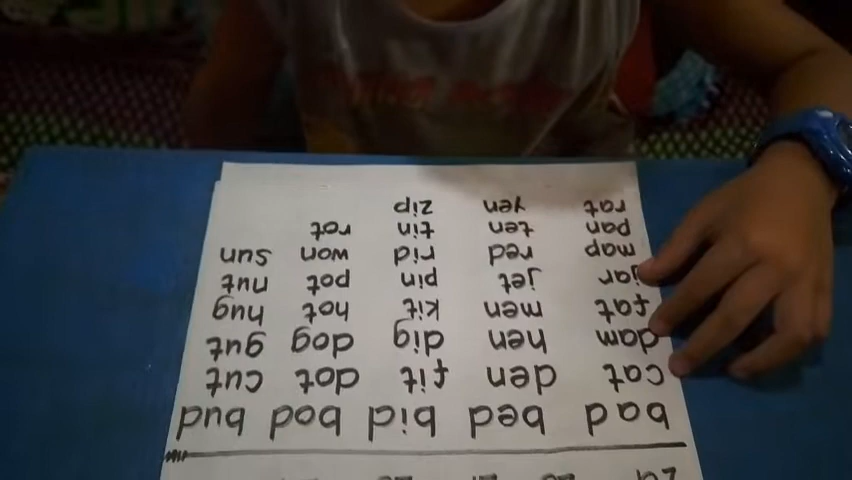 bad bed bid bod bud
cat den fit dot cut
dam hen dig dog gut
fat men kit hot hug
jar jet pin pot nut
map red rid won sun
pan ten tin rot
rat yen zip